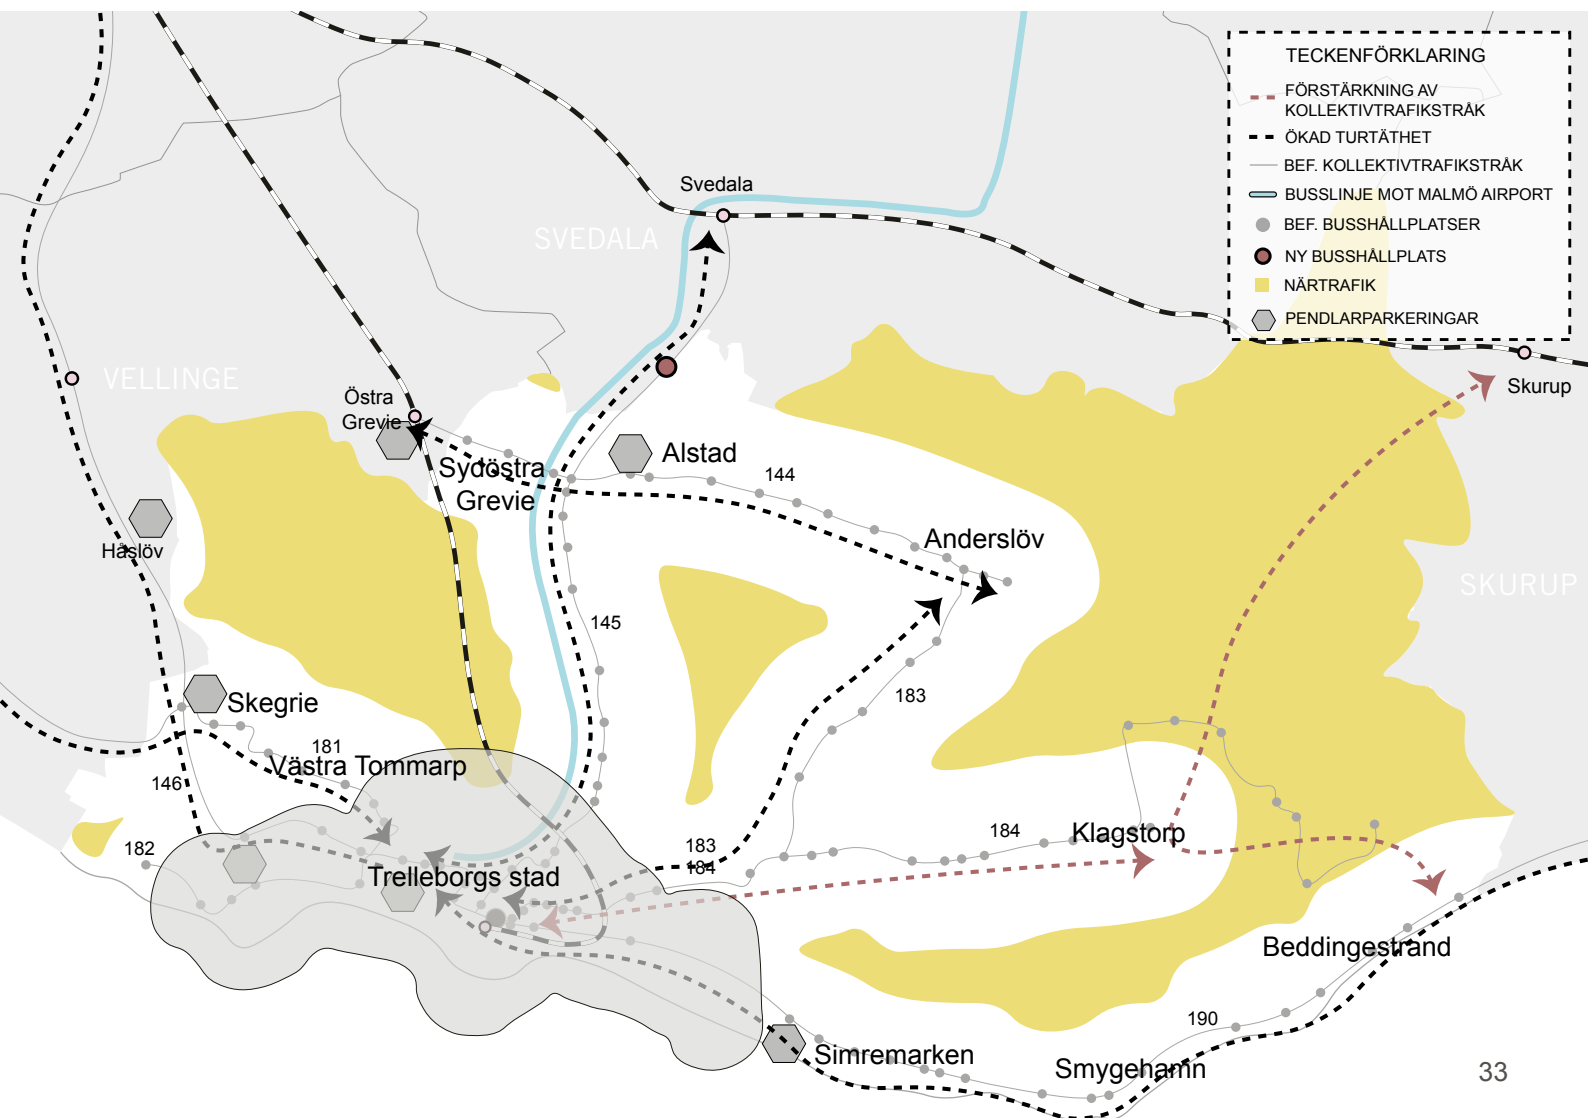 TECKENFÖRKLARING
FÖRSTÄRKNING AV
KOLLEKTIVTRAFIKSTRÅK
ÖKAD TURTÄTHET
BEF. KOLLEKTIVTRAFIKSTRÅK
BUSSLINJE MOT MALMÖ AIRPORT
BEF. BUSSHÅLLPLATSER
NY BUSSHÅLLPLATS
NÄRTRAFIK
PENDLARPARKERINGAR
Svedala
SVEDALA
VELLINGE
Skurup
Östra
Grevie
Sydöstra
Grevie
Alstad
144
Håslöv
Anderslöv
SKURUP
145
183
Skegrie
181
Västra Tommarp
146
182
183
184
184
Klagstorp
Trelleborgs stad
Beddingestrand
190
Simremarken
Smygehamn
33